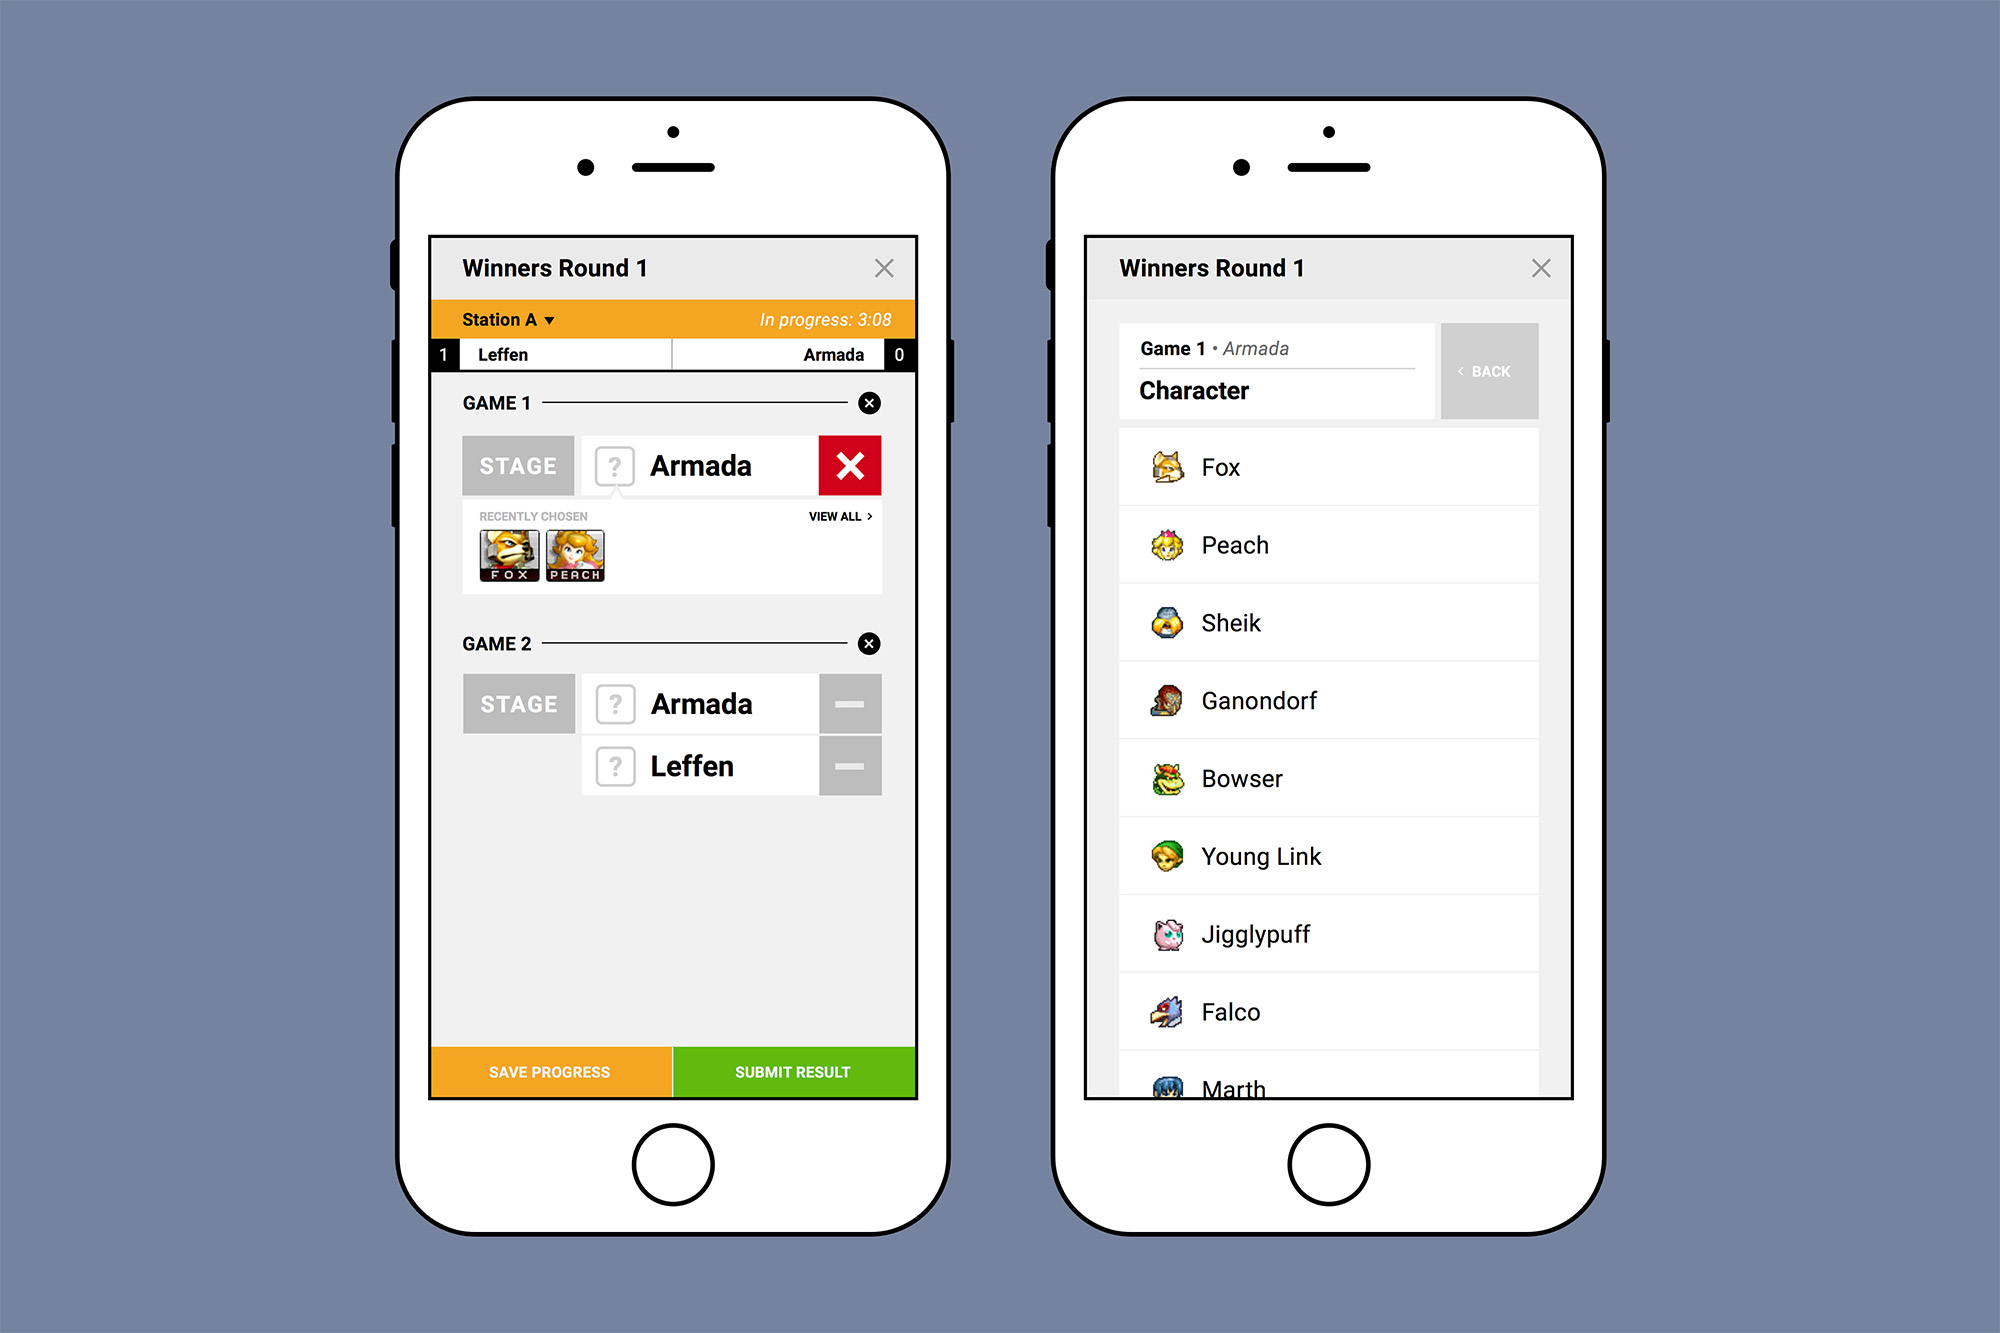 Winners Round 1
Station A
In progress: 3:08
1 Leffen Armada 0
GAME 1
STAGE ? Armada
RECENTLY CHOSEN VIEW ALL >
FOX PEACH
GAME 2
STAGE ? Armada
? Leffen
SAVE PROGRESS SUBMIT RESULT
Winners Round 1
Game 1 • Armada
Character
< BACK
Fox
Peach
Sheik
Ganondorf
Bowser
Young Link
Jigglypuff
Falco
Marth